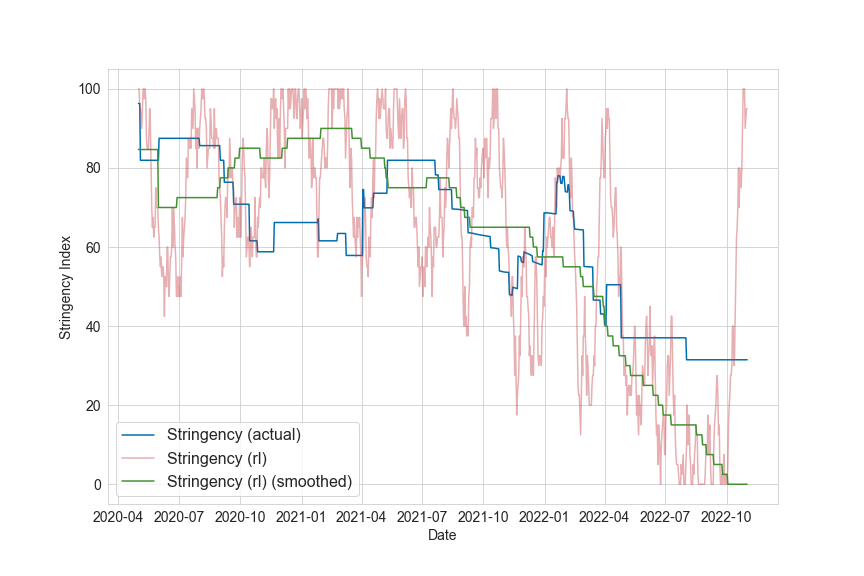 Stringency Index
100
80
60
40
20
0
Stringency (actual)
Stringency (rl)
Stringency (rl) (smoothed)
2020-04 2020-07 2020-10 2021-01 2021-04 2021-07 2021-10 2022-01 2022-04 2022-07 2022-10
Date